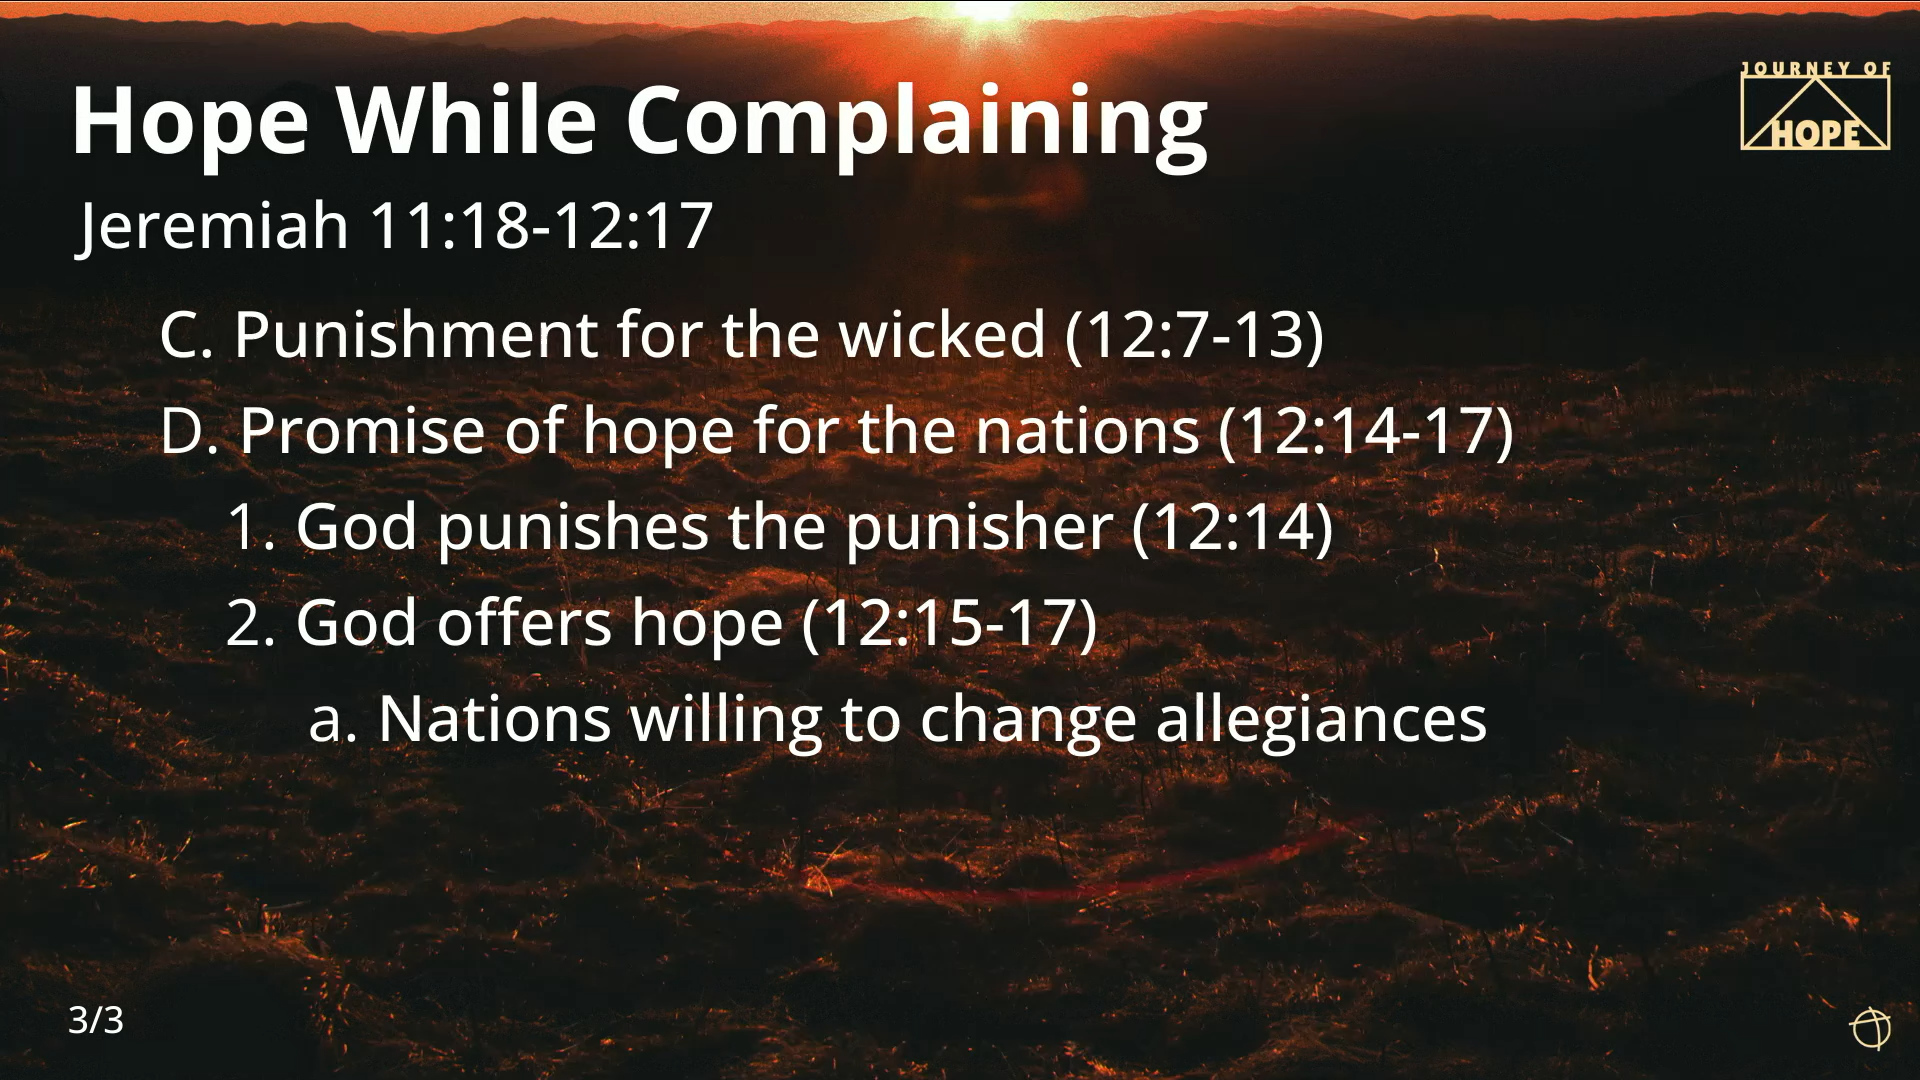 JOURNEY OF
HOPE
Hope While Complaining
Jeremiah 11:18-12:17
C. Punishment for the wicked (12:7-13)
D. Promise of hope for the nations (12:14-17)
1. God punishes the punisher (12:14)
2. God offers hope (12:15-17)
a. Nations willing to change allegiances
3/3